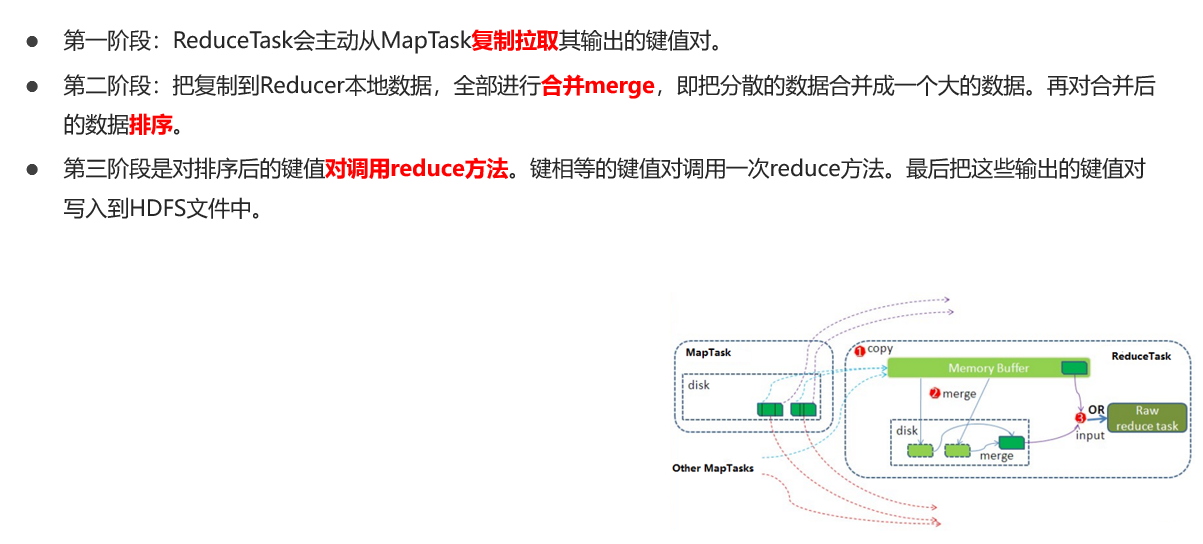 ● 第一阶段：ReduceTask会主动从MapTask复制拉取其输出的键值对。
● 第二阶段：把复制到Reducer本地数据，全部进行合并merge，即把分散的数据合并成一个大的数据。再对合并后
的数据排序。
● 第三阶段是对排序后的键值对调用reduce方法。键相等的键值对调用一次reduce方法。最后把这些输出的键值对
写入到HDFS文件中。
MapTask
disk
Other MapTasks
1 copy
ReduceTask
Memory Buffer
2 merge
disk
merge
3
OR
input
Raw
reduce task